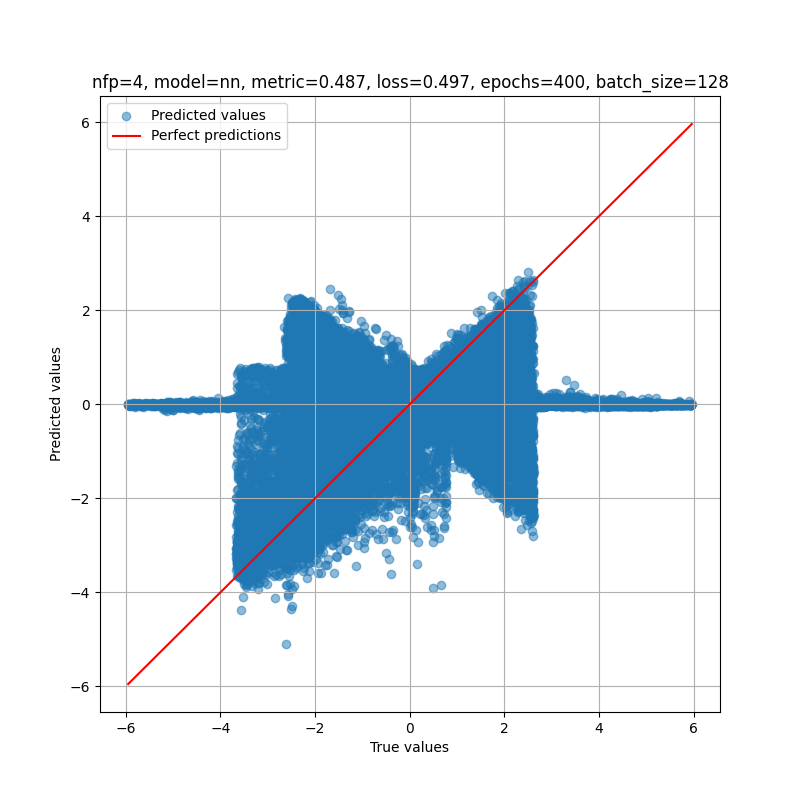 nfp=4, model=nn, metric=0.487, loss=0.497, epochs=400, batch_size=128
Predicted values
Perfect predictions
6
4
2
0
−2
−4
−6
Predicted values
−6
−4
−2
0
2
4
6
True values